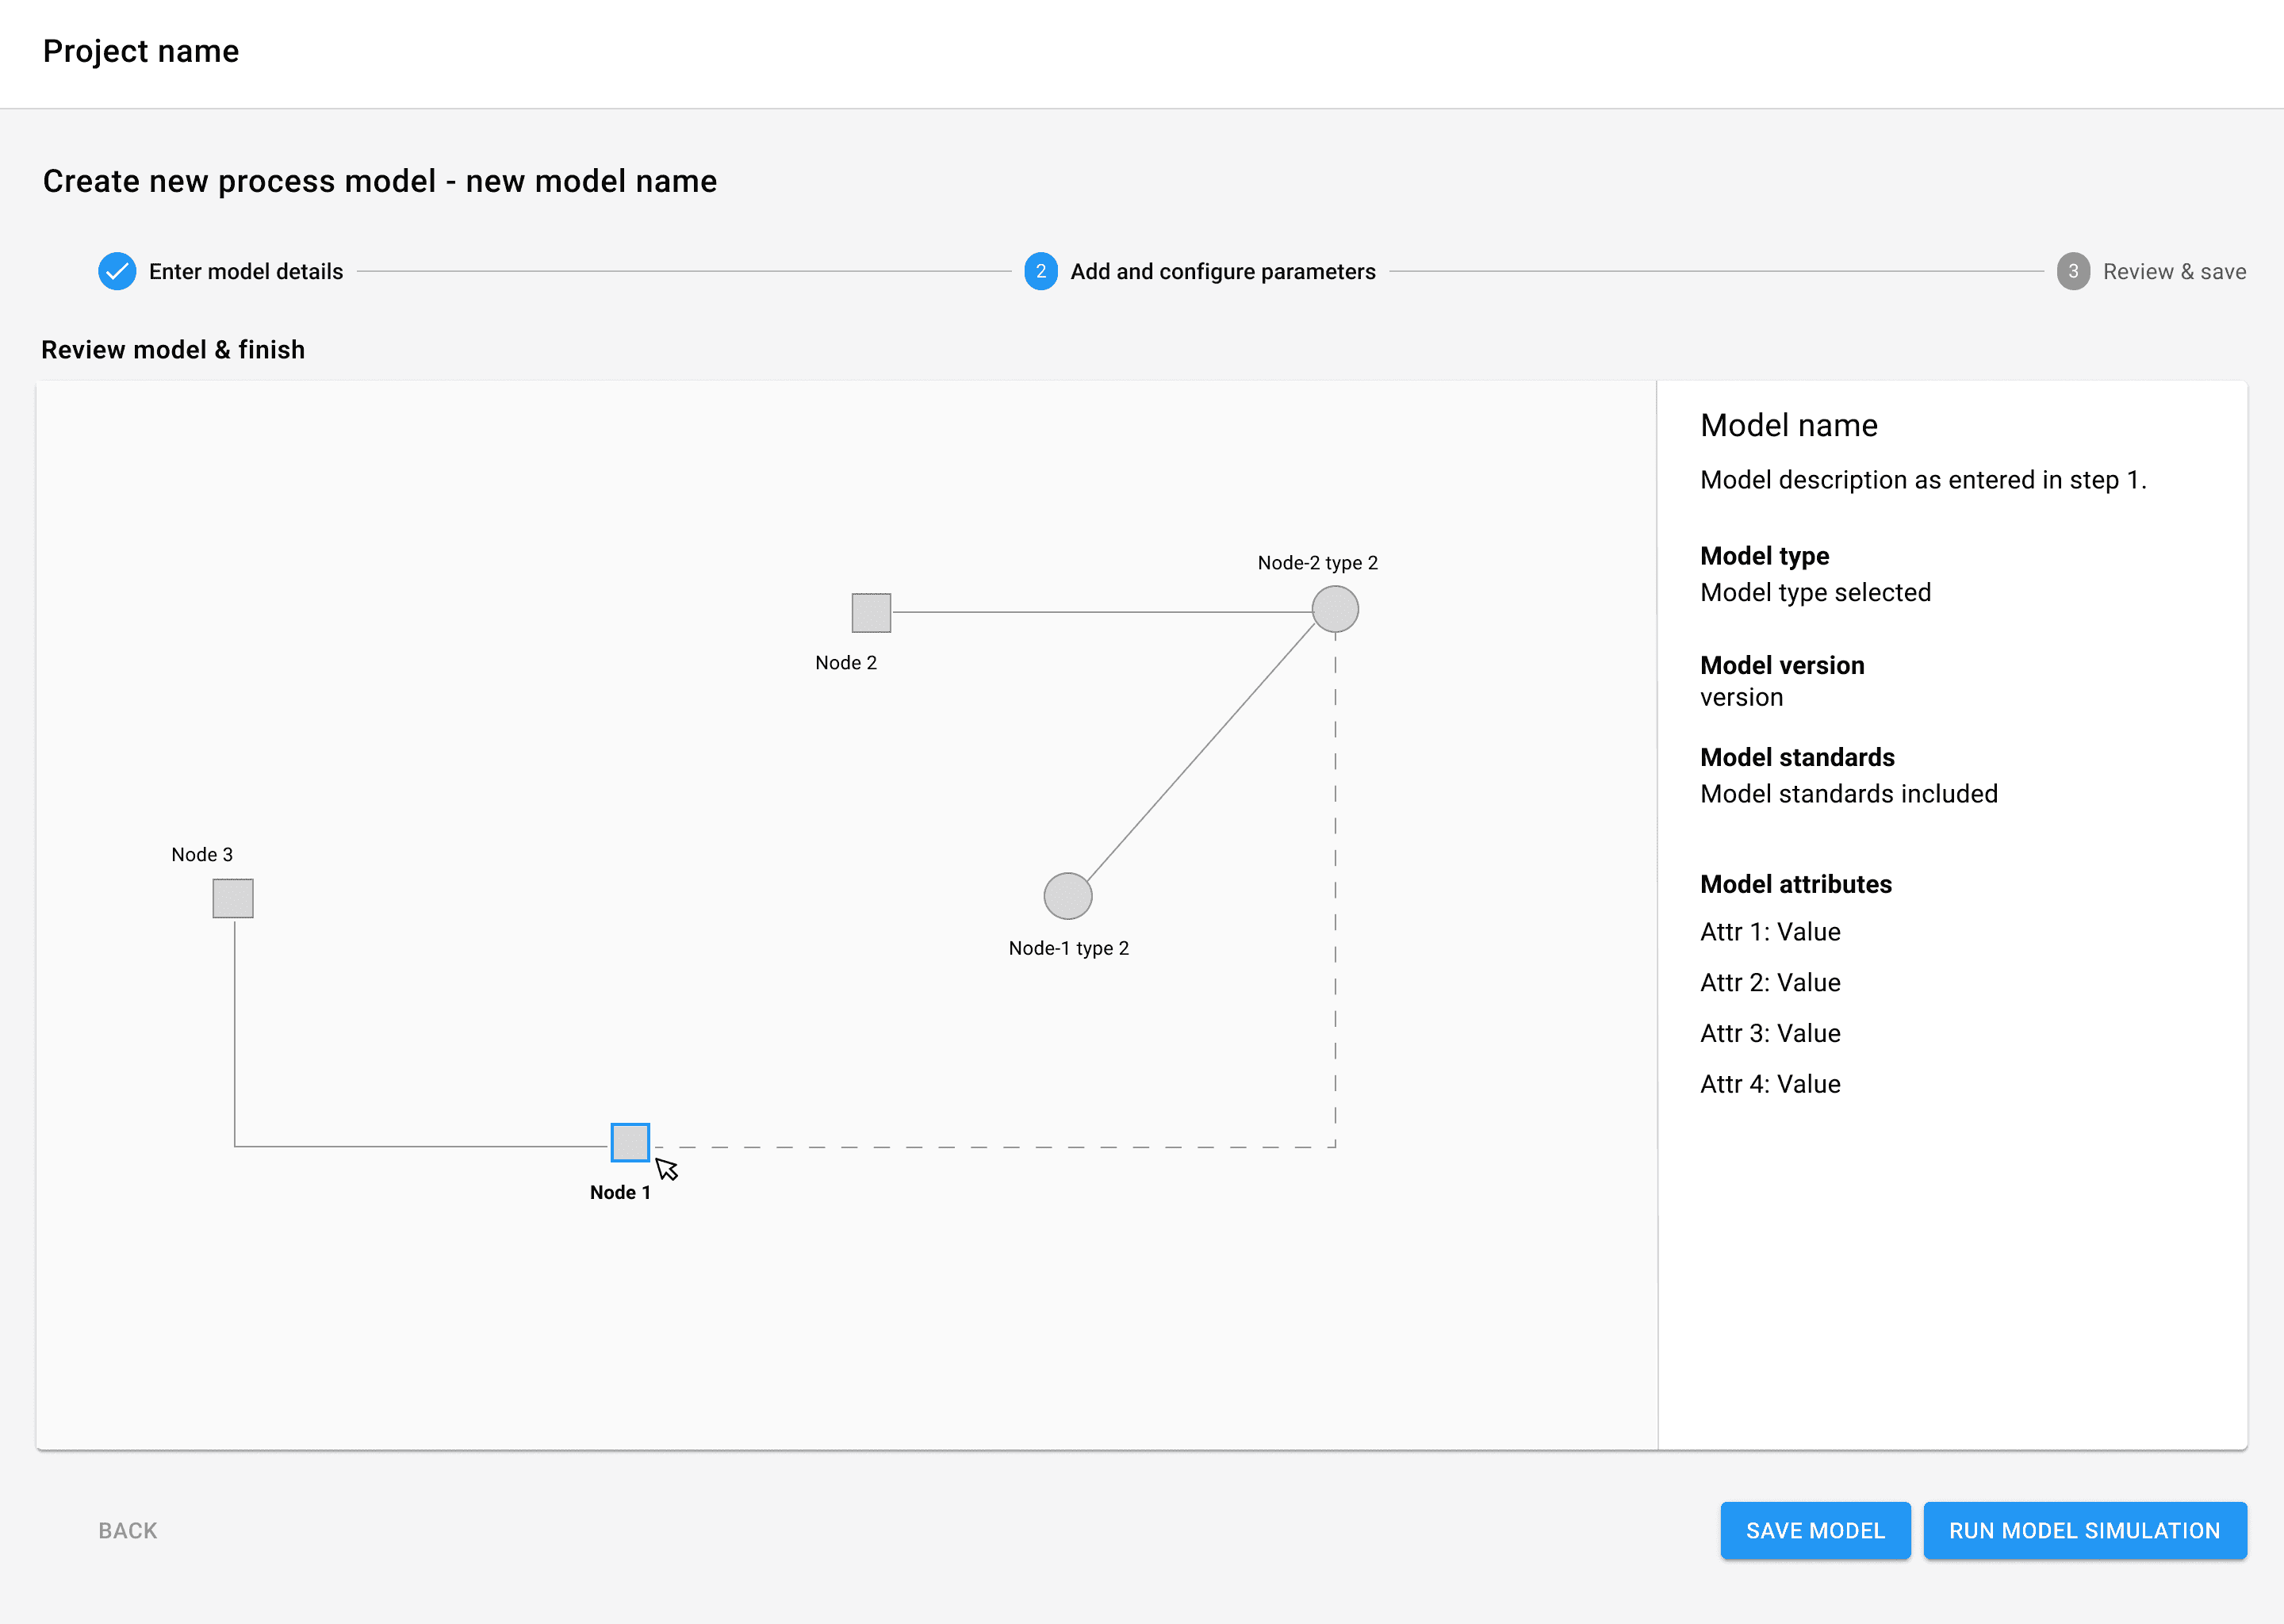 Project name
Create new process model - new model name
Enter model details
2 Add and configure parameters
3 Review & save
Review model & finish
Model name
Model description as entered in step 1.
Model type
Model type selected
Model version
version
Model standards
Model standards included
Model attributes
Attr 1: Value
Attr 2: Value
Attr 3: Value
Attr 4: Value
Node-2 type 2
Node 2
Node 3
Node-1 type 2
Node 1
BACK
SAVE MODEL
RUN MODEL SIMULATION